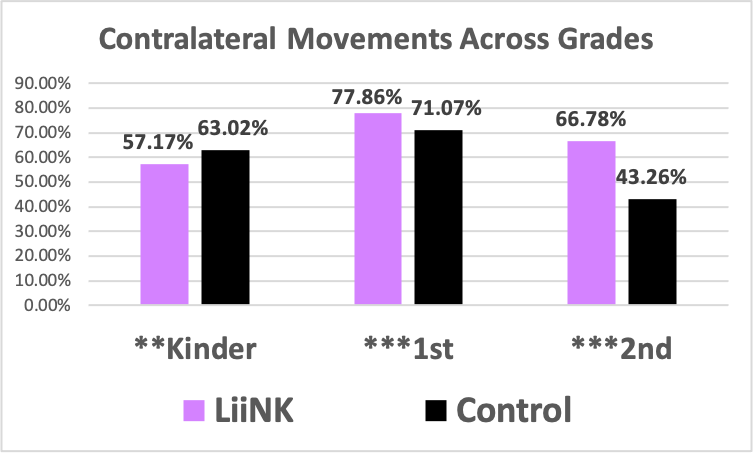 Contralateral Movements Across Grades
90.00%
80.00%
70.00%
60.00%
50.00%
40.00%
30.00%
20.00%
10.00%
0.00%
57.17%
63.02%
77.86%
71.07%
66.78%
43.26%
**Kinder
***1st
***2nd
LiiNK
Control